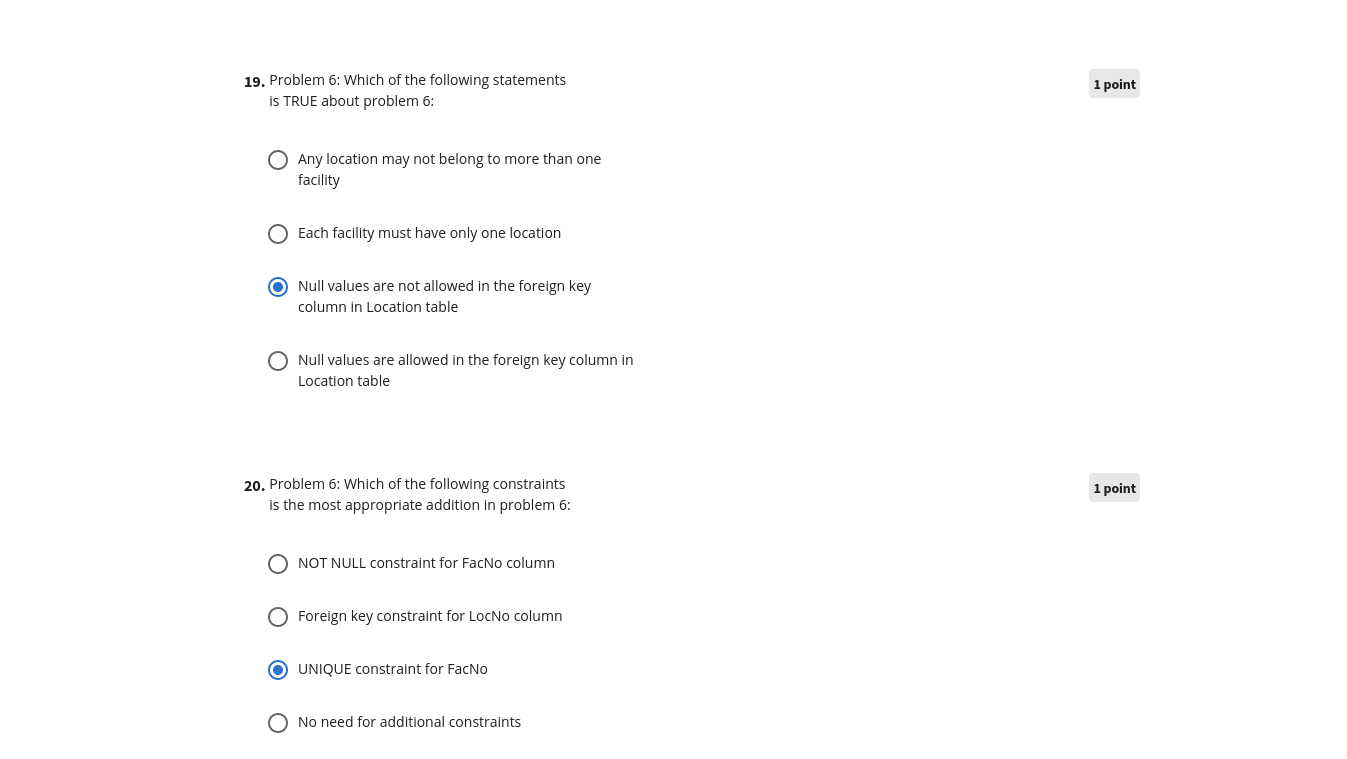 19. Problem 6: Which of the following statements
is TRUE about problem 6:
1 point
Any location may not belong to more than one
facility
Each facility must have only one location
Null values are not allowed in the foreign key
column in Location table
Null values are allowed in the foreign key column in
Location table
20. Problem 6: Which of the following constraints
is the most appropriate addition in problem 6:
1 point
NOT NULL constraint for FacNo column
Foreign key constraint for LocNo column
UNIQUE constraint for FacNo
No need for additional constraints